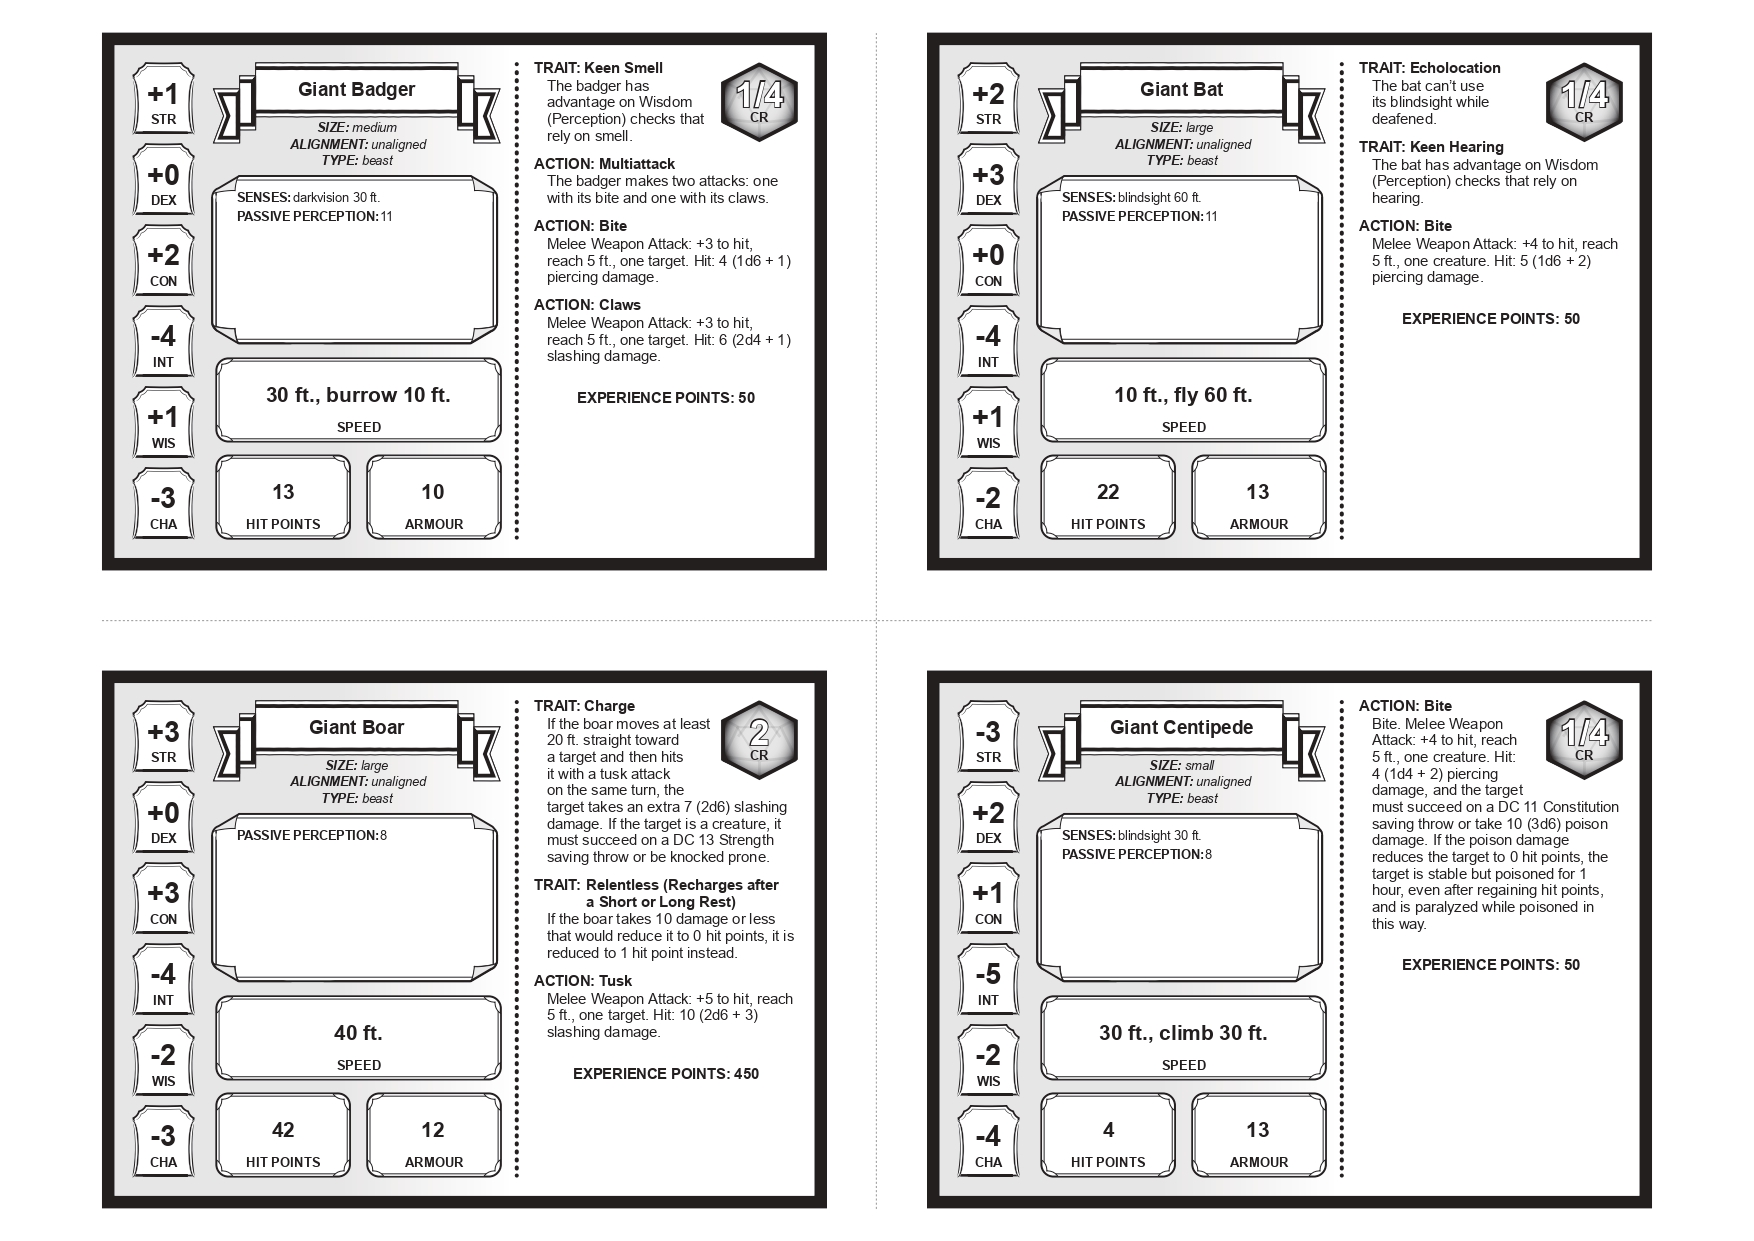 +1
STR
+0
DEX
+2
CON
-4
INT
+1
WIS
-3
CHA
Giant Badger
SIZE: medium
ALIGNMENT: unaligned
TYPE: beast
SENSES: darkvision 30 ft.
PASSIVE PERCEPTION: 11
30 ft., burrow 10 ft.
SPEED
13
HIT POINTS
10
ARMOUR
TRAIT: Keen Smell
The badger has
advantage on Wisdom
(Perception) checks that
rely on smell.
1/4
CR
ACTION: Multiattack
The badger makes two attacks: one
with its bite and one with its claws.
ACTION: Bite
Melee Weapon Attack: +3 to hit,
reach 5 ft., one target. Hit: 4 (1d6 + 1)
piercing damage.
ACTION: Claws
Melee Weapon Attack: +3 to hit,
reach 5 ft., one target. Hit: 6 (2d4 + 1)
slashing damage.
EXPERIENCE POINTS: 50
+2
STR
+3
DEX
+0
CON
-4
INT
+1
WIS
-2
CHA
Giant Bat
SIZE: large
ALIGNMENT: unaligned
TYPE: beast
SENSES: blindsight 60 ft.
PASSIVE PERCEPTION: 11
10 ft., fly 60 ft.
SPEED
22
HIT POINTS
13
ARMOUR
TRAIT: Echolocation
The bat can’t use
its blindsight while
deafened.
1/4
CR
TRAIT: Keen Hearing
The bat has advantage on Wisdom
(Perception) checks that rely on
hearing.
ACTION: Bite
Melee Weapon Attack: +4 to hit, reach
5 ft., one creature. Hit: 5 (1d6 + 2)
piercing damage.
EXPERIENCE POINTS: 50
+3
STR
+0
DEX
+3
CON
-4
INT
-2
WIS
-3
CHA
Giant Boar
SIZE: large
ALIGNMENT: unaligned
TYPE: beast
PASSIVE PERCEPTION: 8
40 ft.
SPEED
42
HIT POINTS
12
ARMOUR
TRAIT: Charge
If the boar moves at least
20 ft. straight toward
a target and then hits
it with a tusk attack
on the same turn, the
target takes an extra 7 (2d6) slashing
damage. If the target is a creature, it
must succeed on a DC 13 Strength
saving throw or be knocked prone.
2
CR
TRAIT: Relentless (Recharges after
a Short or Long Rest)
If the boar takes 10 damage or less
that would reduce it to 0 hit points, it is
reduced to 1 hit point instead.
ACTION: Tusk
Melee Weapon Attack: +5 to hit, reach
5 ft., one target. Hit: 10 (2d6 + 3)
slashing damage.
EXPERIENCE POINTS: 450
-3
STR
+2
DEX
+1
CON
-5
INT
-2
WIS
-4
CHA
Giant Centipede
SIZE: small
ALIGNMENT: unaligned
TYPE: beast
SENSES: blindsight 30 ft.
PASSIVE PERCEPTION: 8
30 ft., climb 30 ft.
SPEED
4
HIT POINTS
13
ARMOUR
ACTION: Bite
Bite. Melee Weapon
Attack: +4 to hit, reach
5 ft., one creature. Hit:
4 (1d4 + 2) piercing
damage, and the target
must succeed on a DC 11 Constitution
saving throw or take 10 (3d6) poison
damage. If the poison damage
reduces the target to 0 hit points, the
target is stable but poisoned for 1
hour, even after regaining hit points,
and is paralyzed while poisoned in
this way.
1/4
CR
EXPERIENCE POINTS: 50